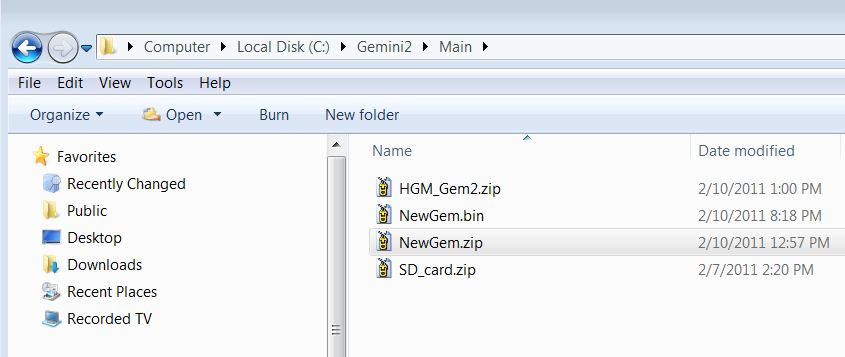 Computer Local Disk (C:) Gemini2 Main
File Edit View Tools Help
Organize Open Burn New folder
Favorites
Recently Changed
Public
Desktop
Downloads
Recent Places
Recorded TV
Name Date modified
HGM_Gem2.zip 2/10/2011 1:00 PM
NewGem.bin 2/10/2011 8:18 PM
NewGem.zip 2/10/2011 12:57 PM
SD_card.zip 2/7/2011 2:20 PM